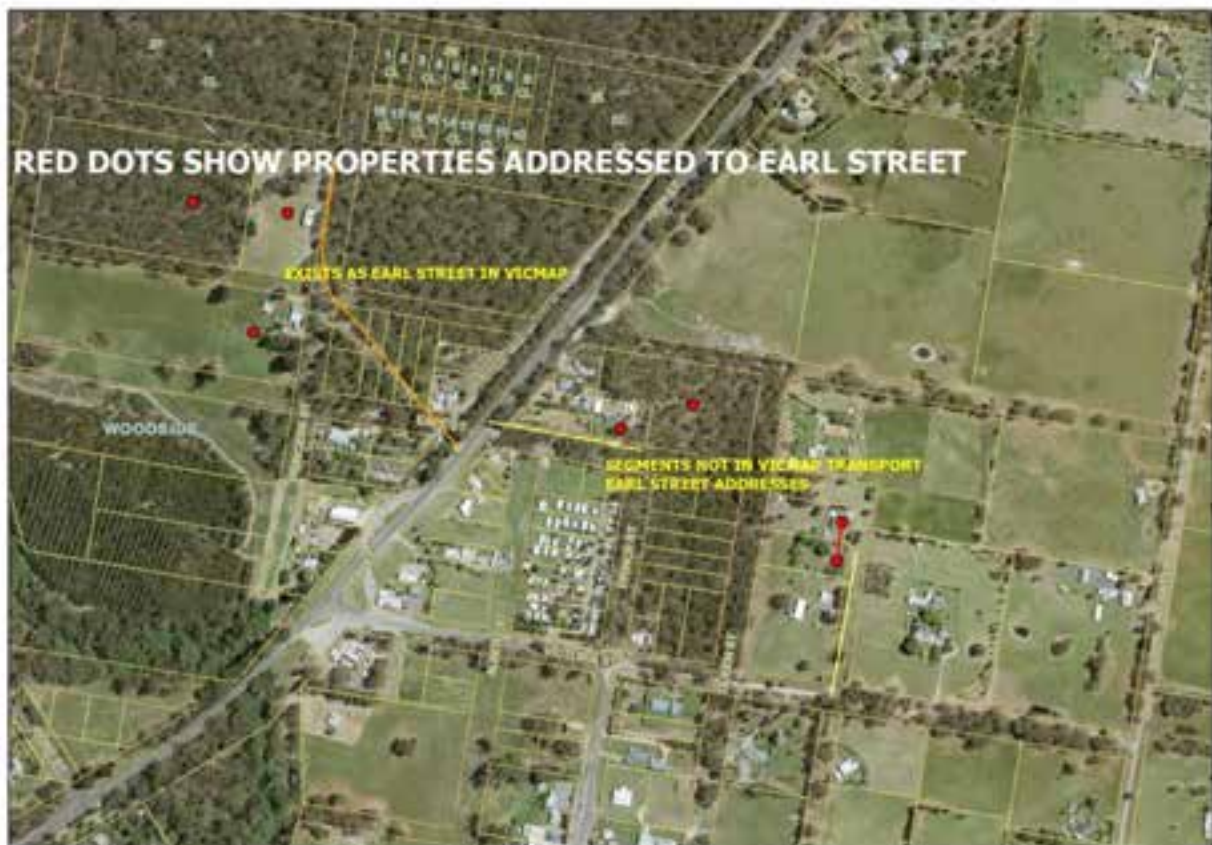 RED DOTS SHOW PROPERTIES ADDRESSED TO EARL STREET
EXISTS AS EARL STREET IN VICMAP
WOODSIDE
SEGMENTS NOT IN VICMAP TRANSPORT
EARL STREET ADDRESSES